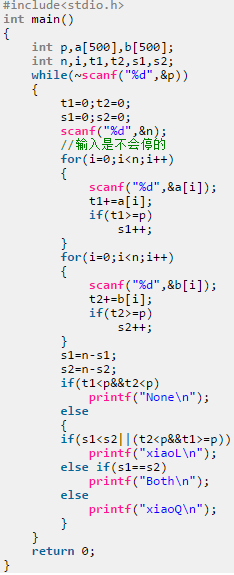 #include<stdio.h>
int main()
{
    int p,a[500],b[500];
    int n,i,t1,t2,s1,s2;
    while(~scanf("%d",&p))
    {
        t1=0;t2=0;
        s1=0;s2=0;
        scanf("%d",&n);
        //输入是不会停的
        for(i=0;i<n;i++)
        {
            scanf("%d",&a[i]);
            t1+=a[i];
            if(t1>=p)
                s1++;
        }
        for(i=0;i<n;i++)
        {
            scanf("%d",&b[i]);
            t2+=b[i];
            if(t2>=p)
                s2++;
        }
        s1=n-s1;
        s2=n-s2;
        if(t1<p&&t2<p)
            printf("None\n");
        else
        {
        if(s1<s2||(t2<p&&t1>=p))
            printf("xiaoL\n");
        else if(s1==s2)
            printf("Both\n");
        else
            printf("xiaoQ\n");
        }
    }
    return 0;
}